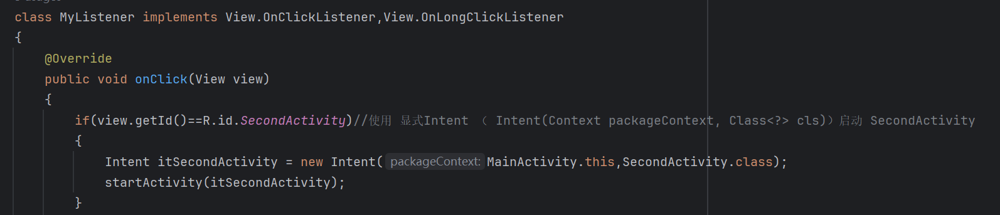 class MyListener implements View.OnClickListener,View.OnLongClickListener
{
@Override
public void onClick(View view)
{
if(view.getId()==R.id.SecondActivity)//使用 显式Intent （ Intent(Context packageContext, Class<?> cls)）启动 SecondActivity
{
Intent itSecondActivity = new Intent( packageContext: MainActivity.this,SecondActivity.class);
startActivity(itSecondActivity);
}